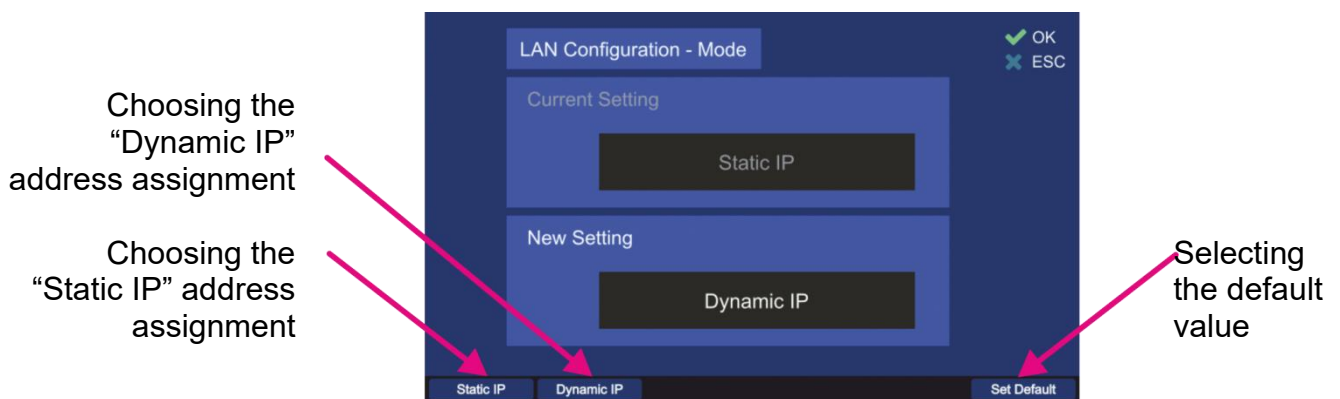 Choosing the
“Dynamic IP”
address assignment
Choosing the
“Static IP” address
assignment
LAN Configuration - Mode
OK
ESC
Current Setting
Static IP
New Setting
Dynamic IP
Static IP
Dynamic IP
Set Default
Selecting
the default
value